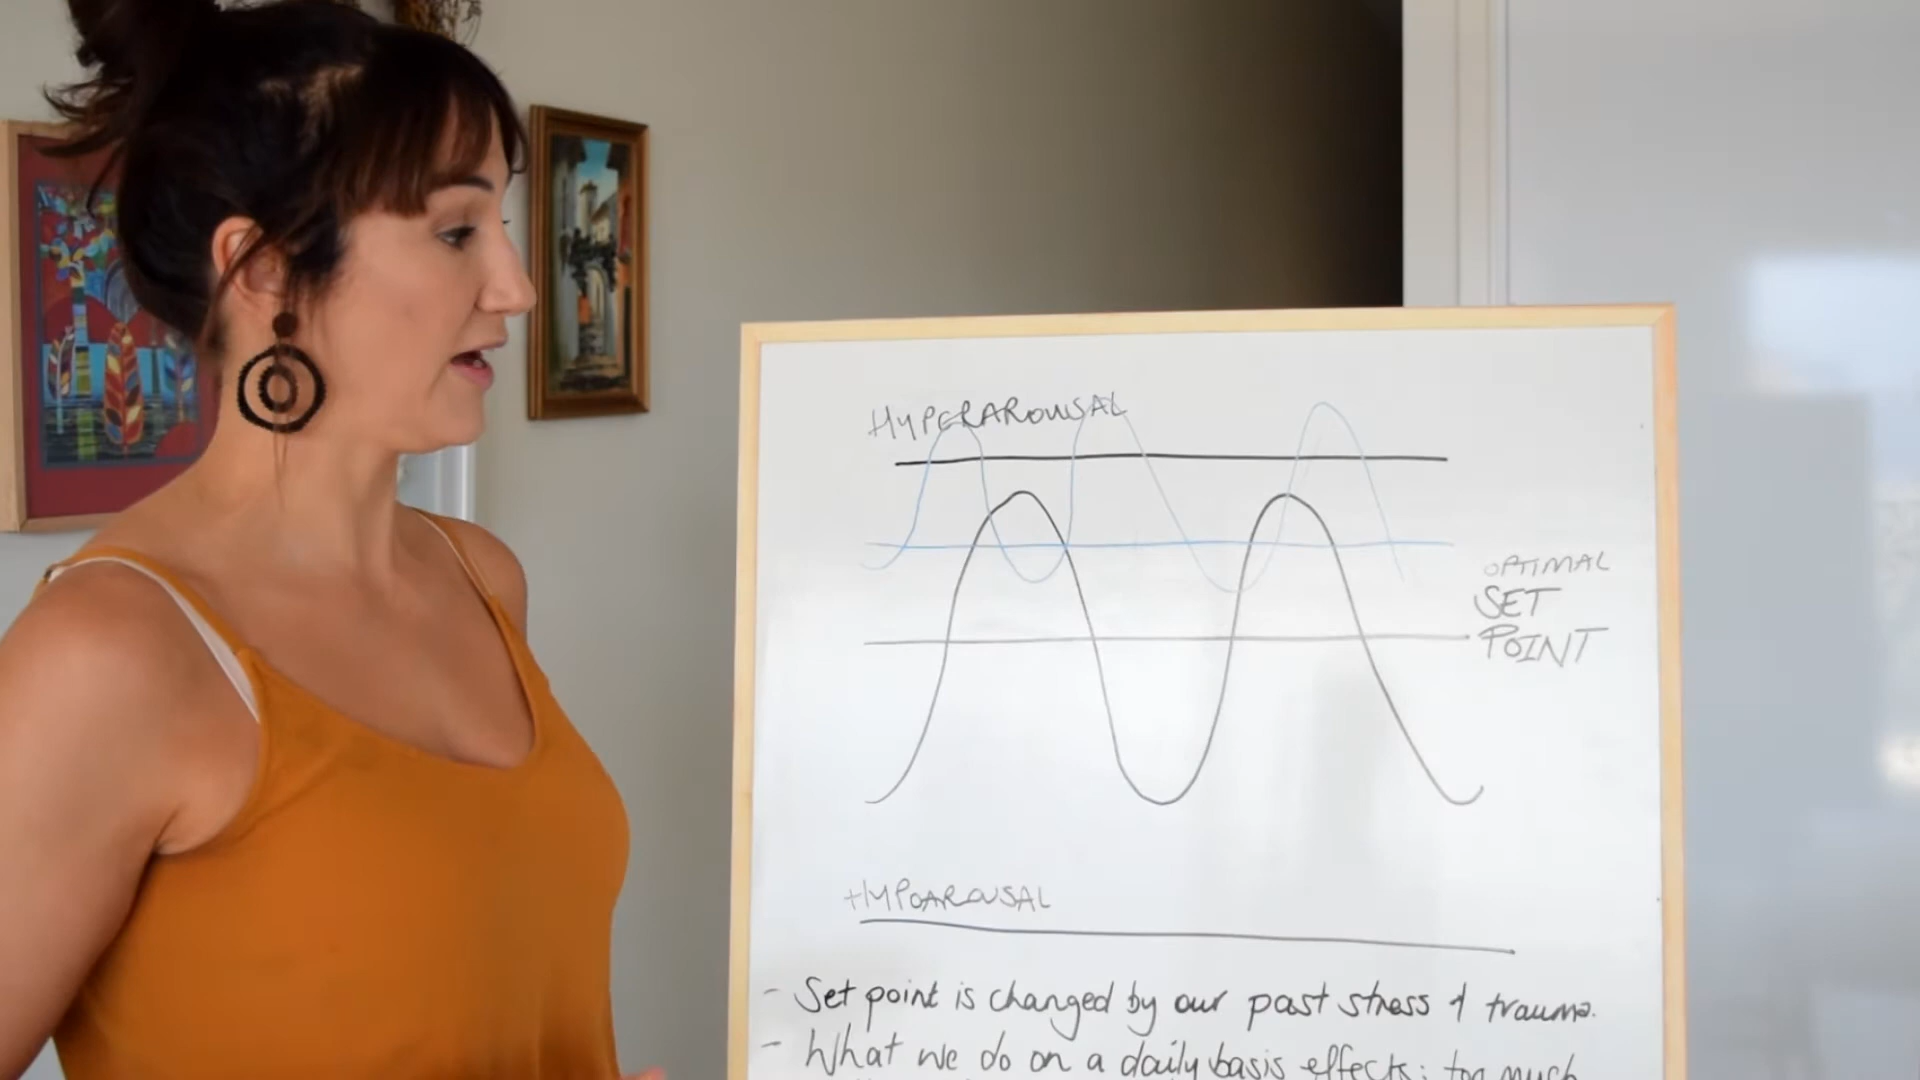 HYPERAROUSAL
OPTIMAL
SET
POINT
HYPOAROUSAL
- Set point is changed by our past stress & trauma.
- What we do on a daily basis effects: too much